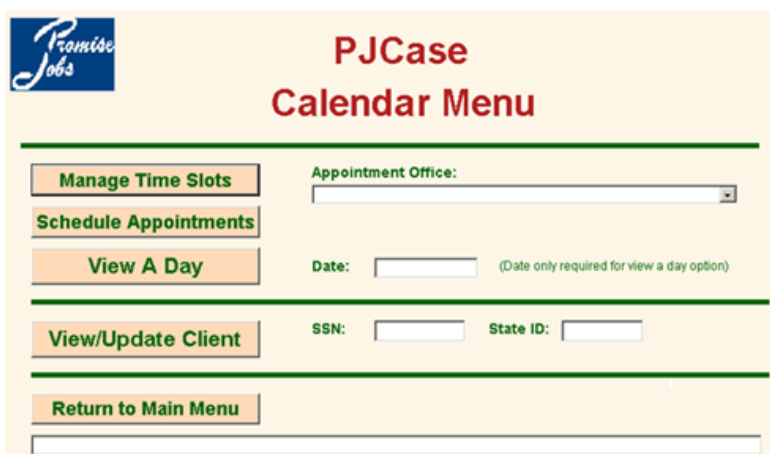 Promise
Jobs
PJCase
Calendar Menu
Manage Time Slots
Appointment Office:
Schedule Appointments
View A Day
Date:
(Date only required for view a day option)
View/Update Client
SSN:
State ID:
Return to Main Menu